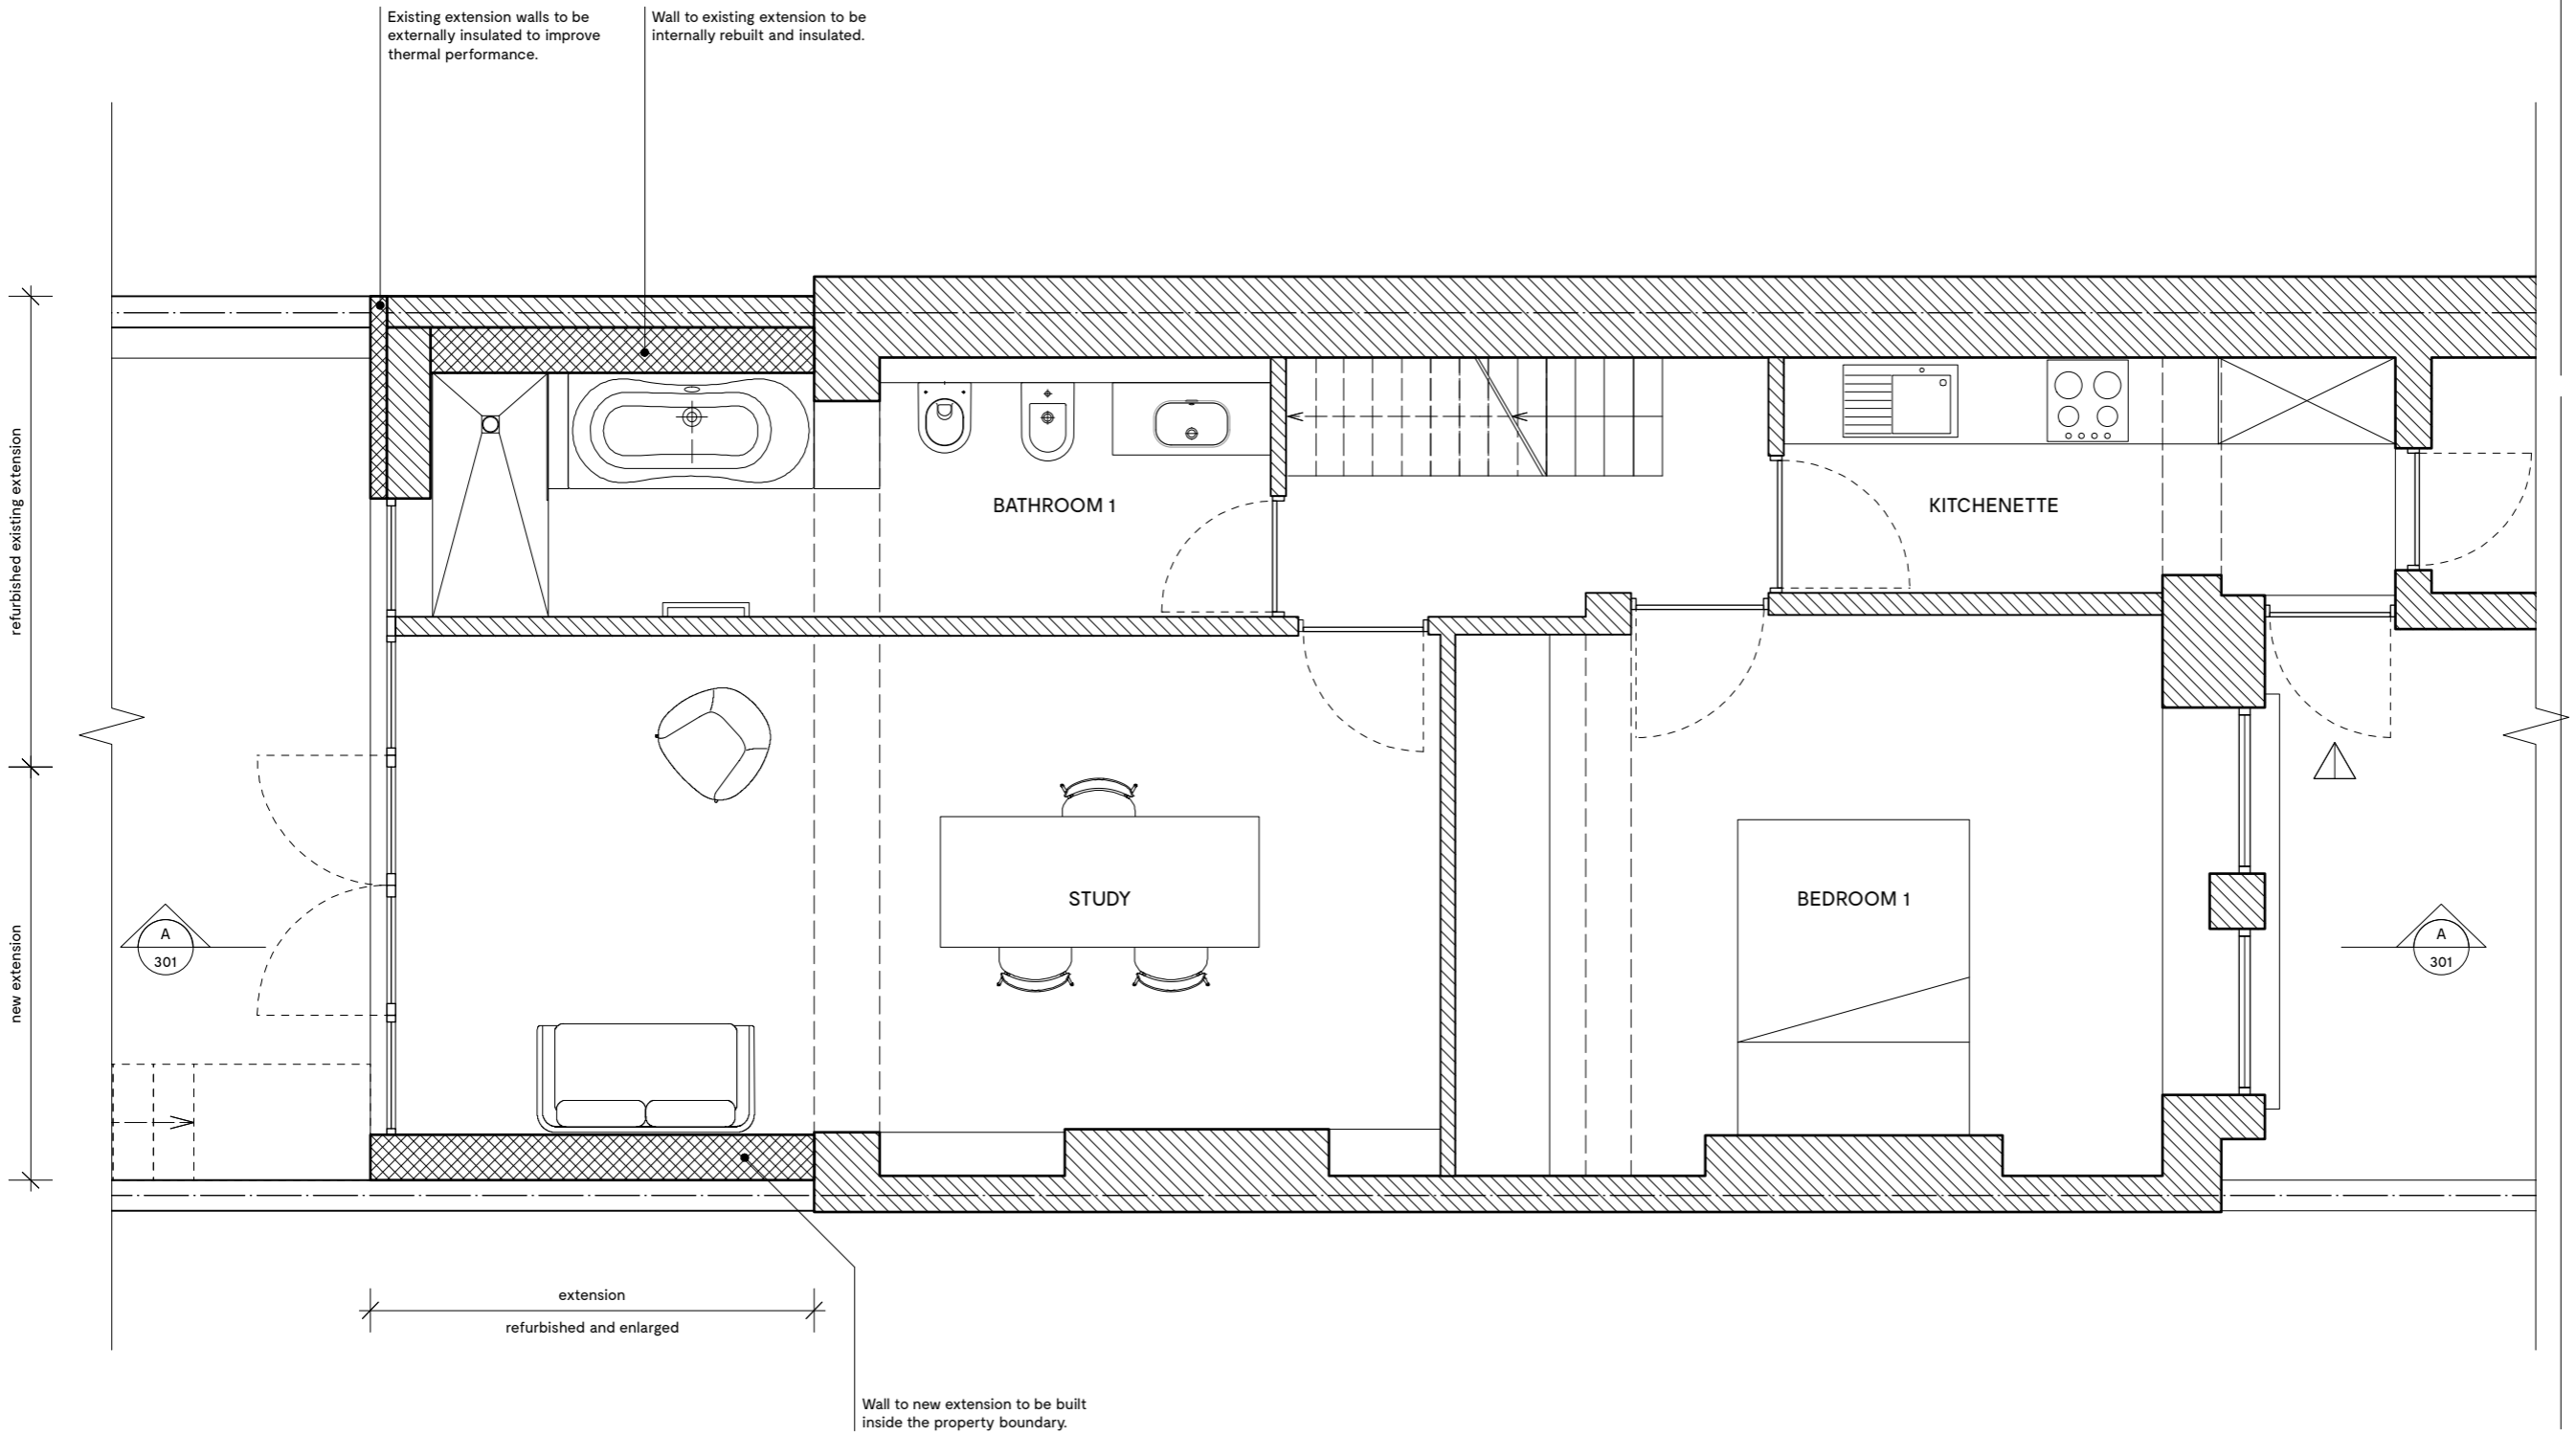 Existing extension walls to be
externally insulated to improve
thermal performance.
Wall to existing extension to be
internally rebuilt and insulated.
refurbished existing extension
new extension
BATHROOM 1
KITCHENETTE
STUDY
BEDROOM 1
A
301
A
301
extension
refurbished and enlarged
Wall to new extension to be built
inside the property boundary.